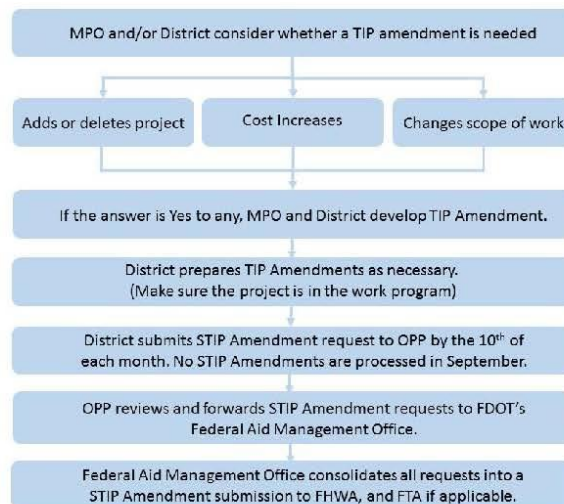 MPO and/or District consider whether a TIP amendment is needed
Adds or deletes project
Cost Increases
Changes scope of work
If the answer is Yes to any, MPO and District develop TIP Amendment.
District prepares TIP Amendments as necessary.
(Make sure the project is in the work program)
District submits STIP Amendment request to OPP by the 10th of
each month. No STIP Amendments are processed in September.
OPP reviews and forwards STIP Amendment requests to FDOT's
Federal Aid Management Office.
Federal Aid Management Office consolidates all requests into a
STIP Amendment submission to FHWA, and FTA if applicable.